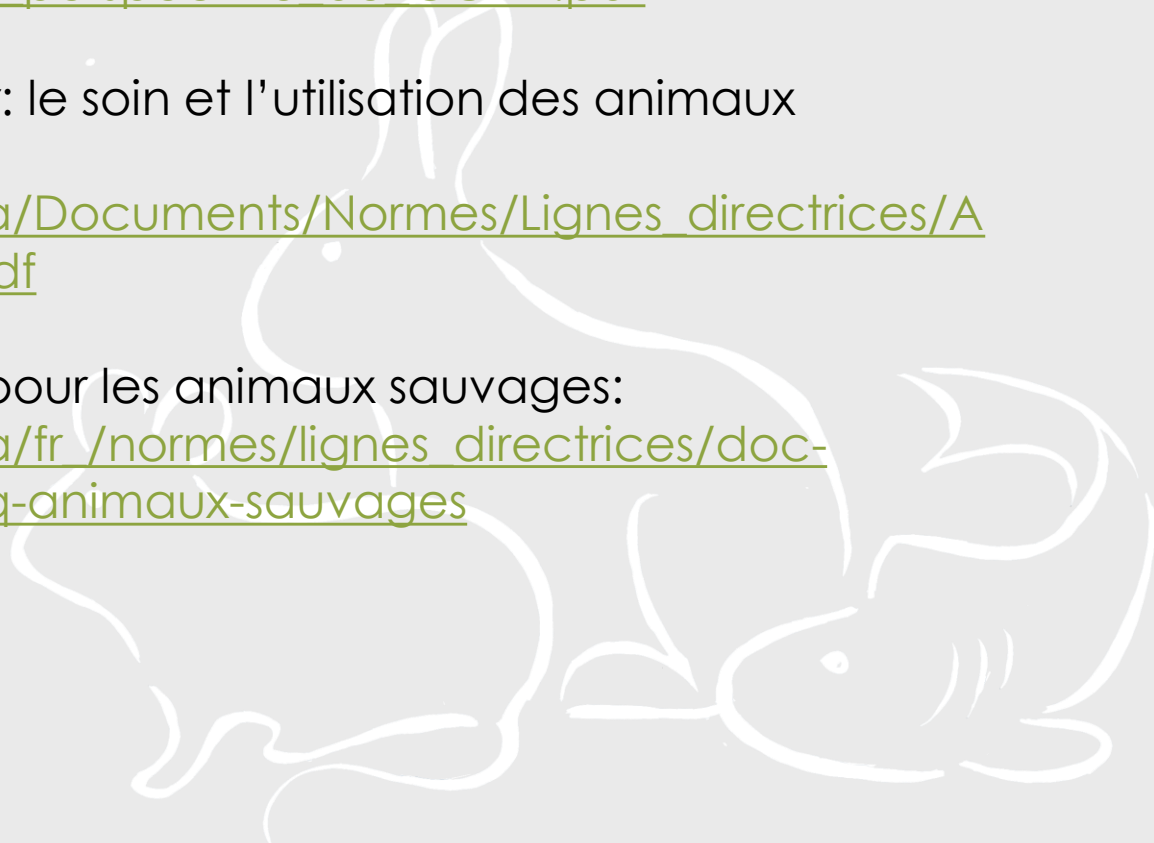 : le soin et l’utilisation des animaux
a/Documents/Normes/Lignes_directrices/A
df
pour les animaux sauvages:
a/fr_/normes/lignes_directrices/doc-
q-animaux-sauvages